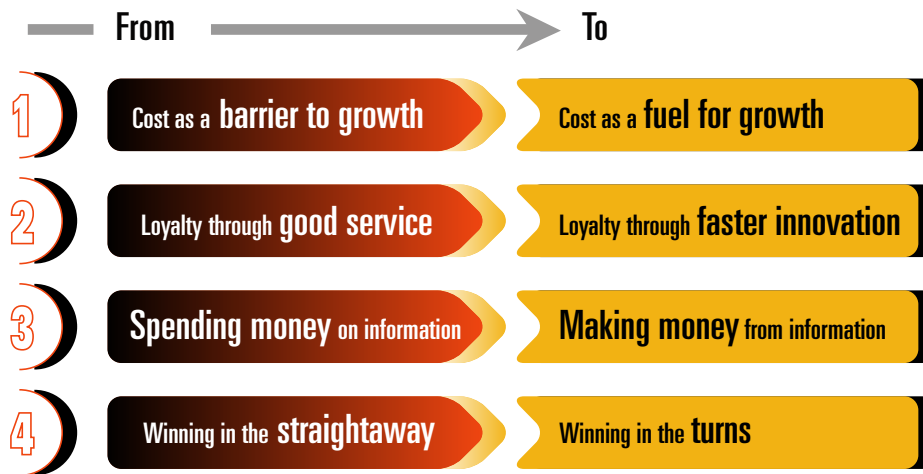 From To
1 Cost as a barrier to growth Cost as a fuel for growth
2 Loyalty through good service Loyalty through faster innovation
3 Spending money on information Making money from information
4 Winning in the straightaway Winning in the turns